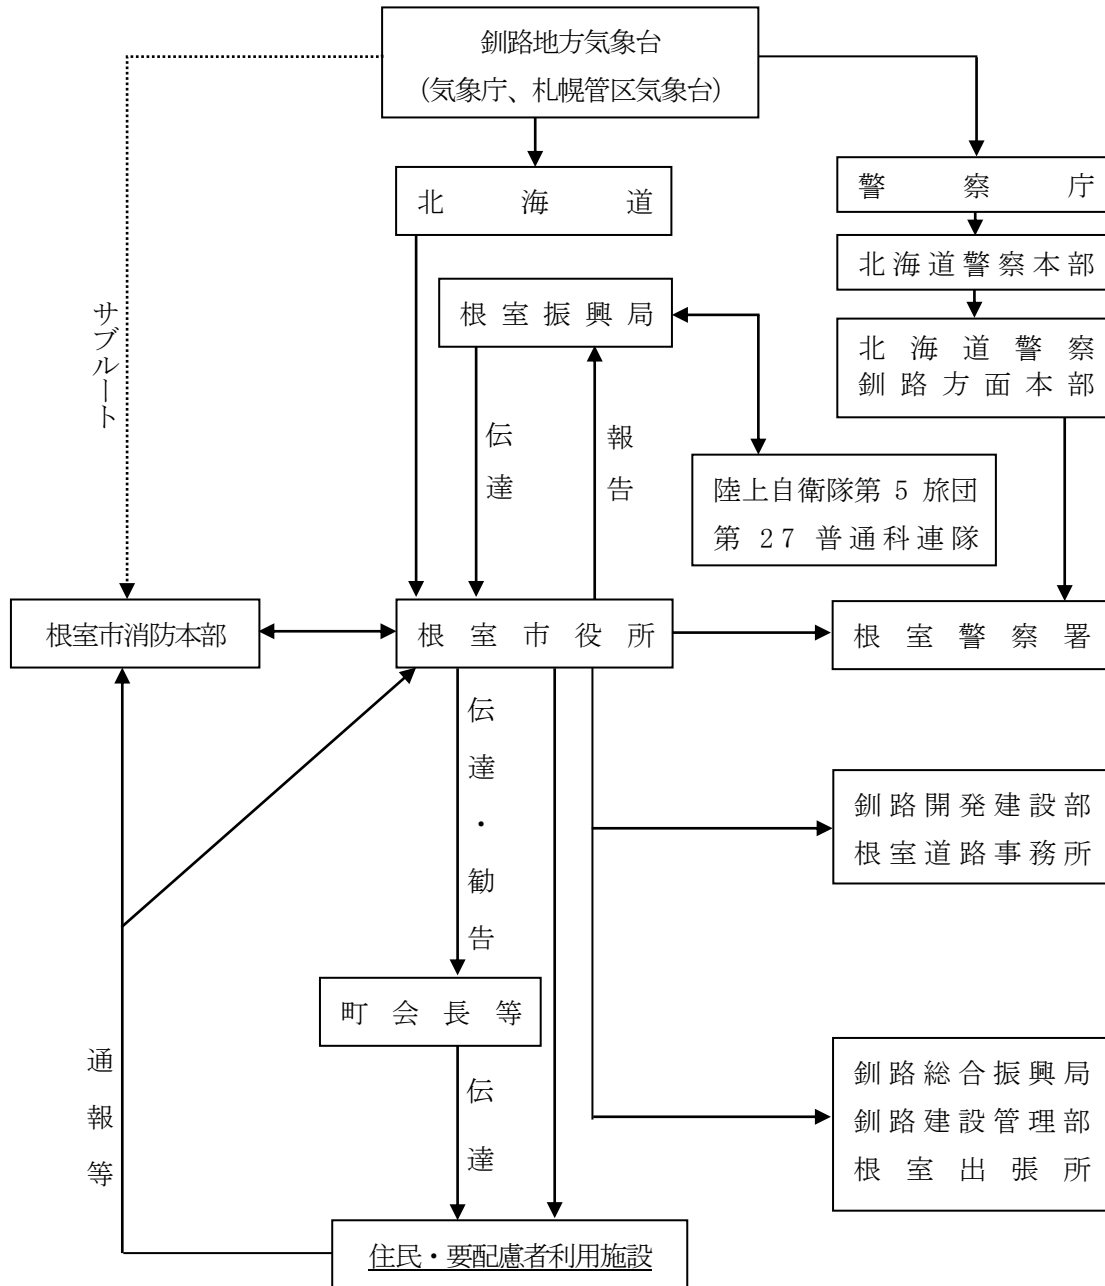 釧路地方気象台
(気象庁、札幌管区気象台)
北海道
警察庁
北海道警察本部
根室振興局
北海道警察
釧路方面本部
サブルート
伝達
報告
陸上自衛隊第 5 旅団
第 27 普通科連隊
根室市消防本部
根室市役所
根室警察署
伝達・勧告
釧路開発建設部
根室道路事務所
町会長等
通報等
伝達
釧路総合振興局
釧路建設管理部
根室出張所
住民・要配慮者利用施設